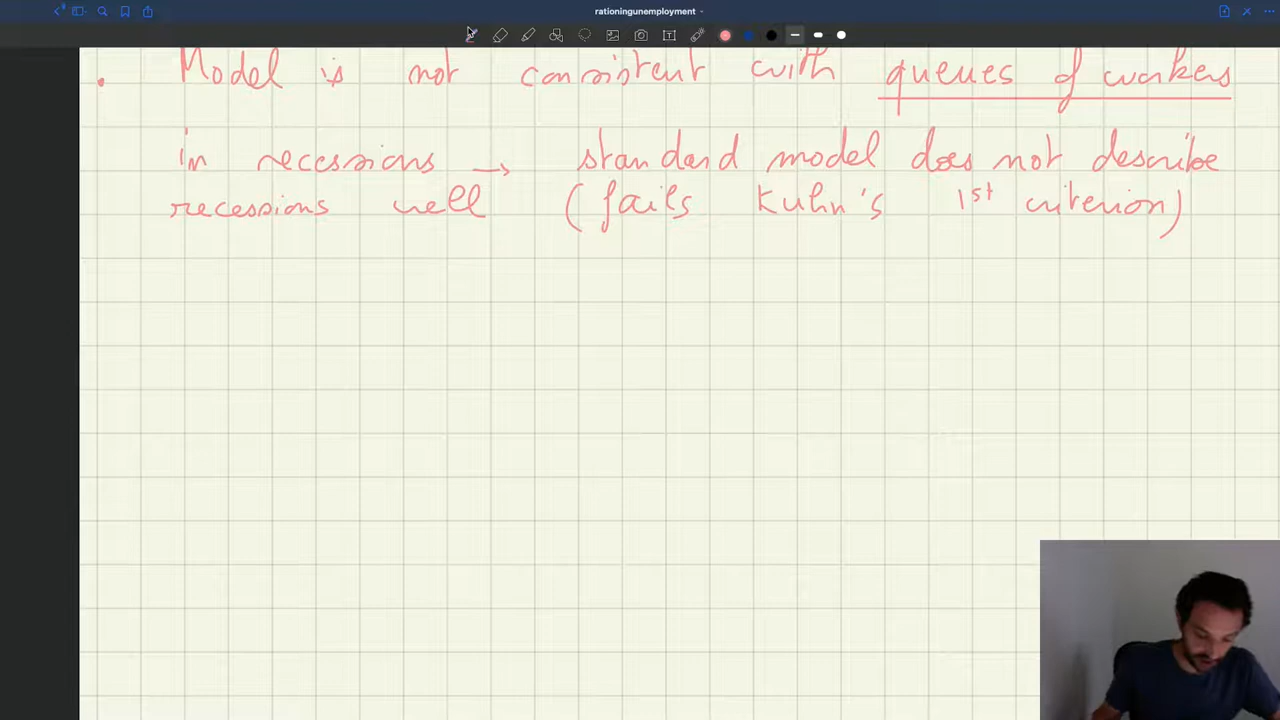 rationingunemployment
. Model is not consistent with queues of workers
in recessions → standard model does not describe
recessions well (fails Kuhn's 1st criterion)